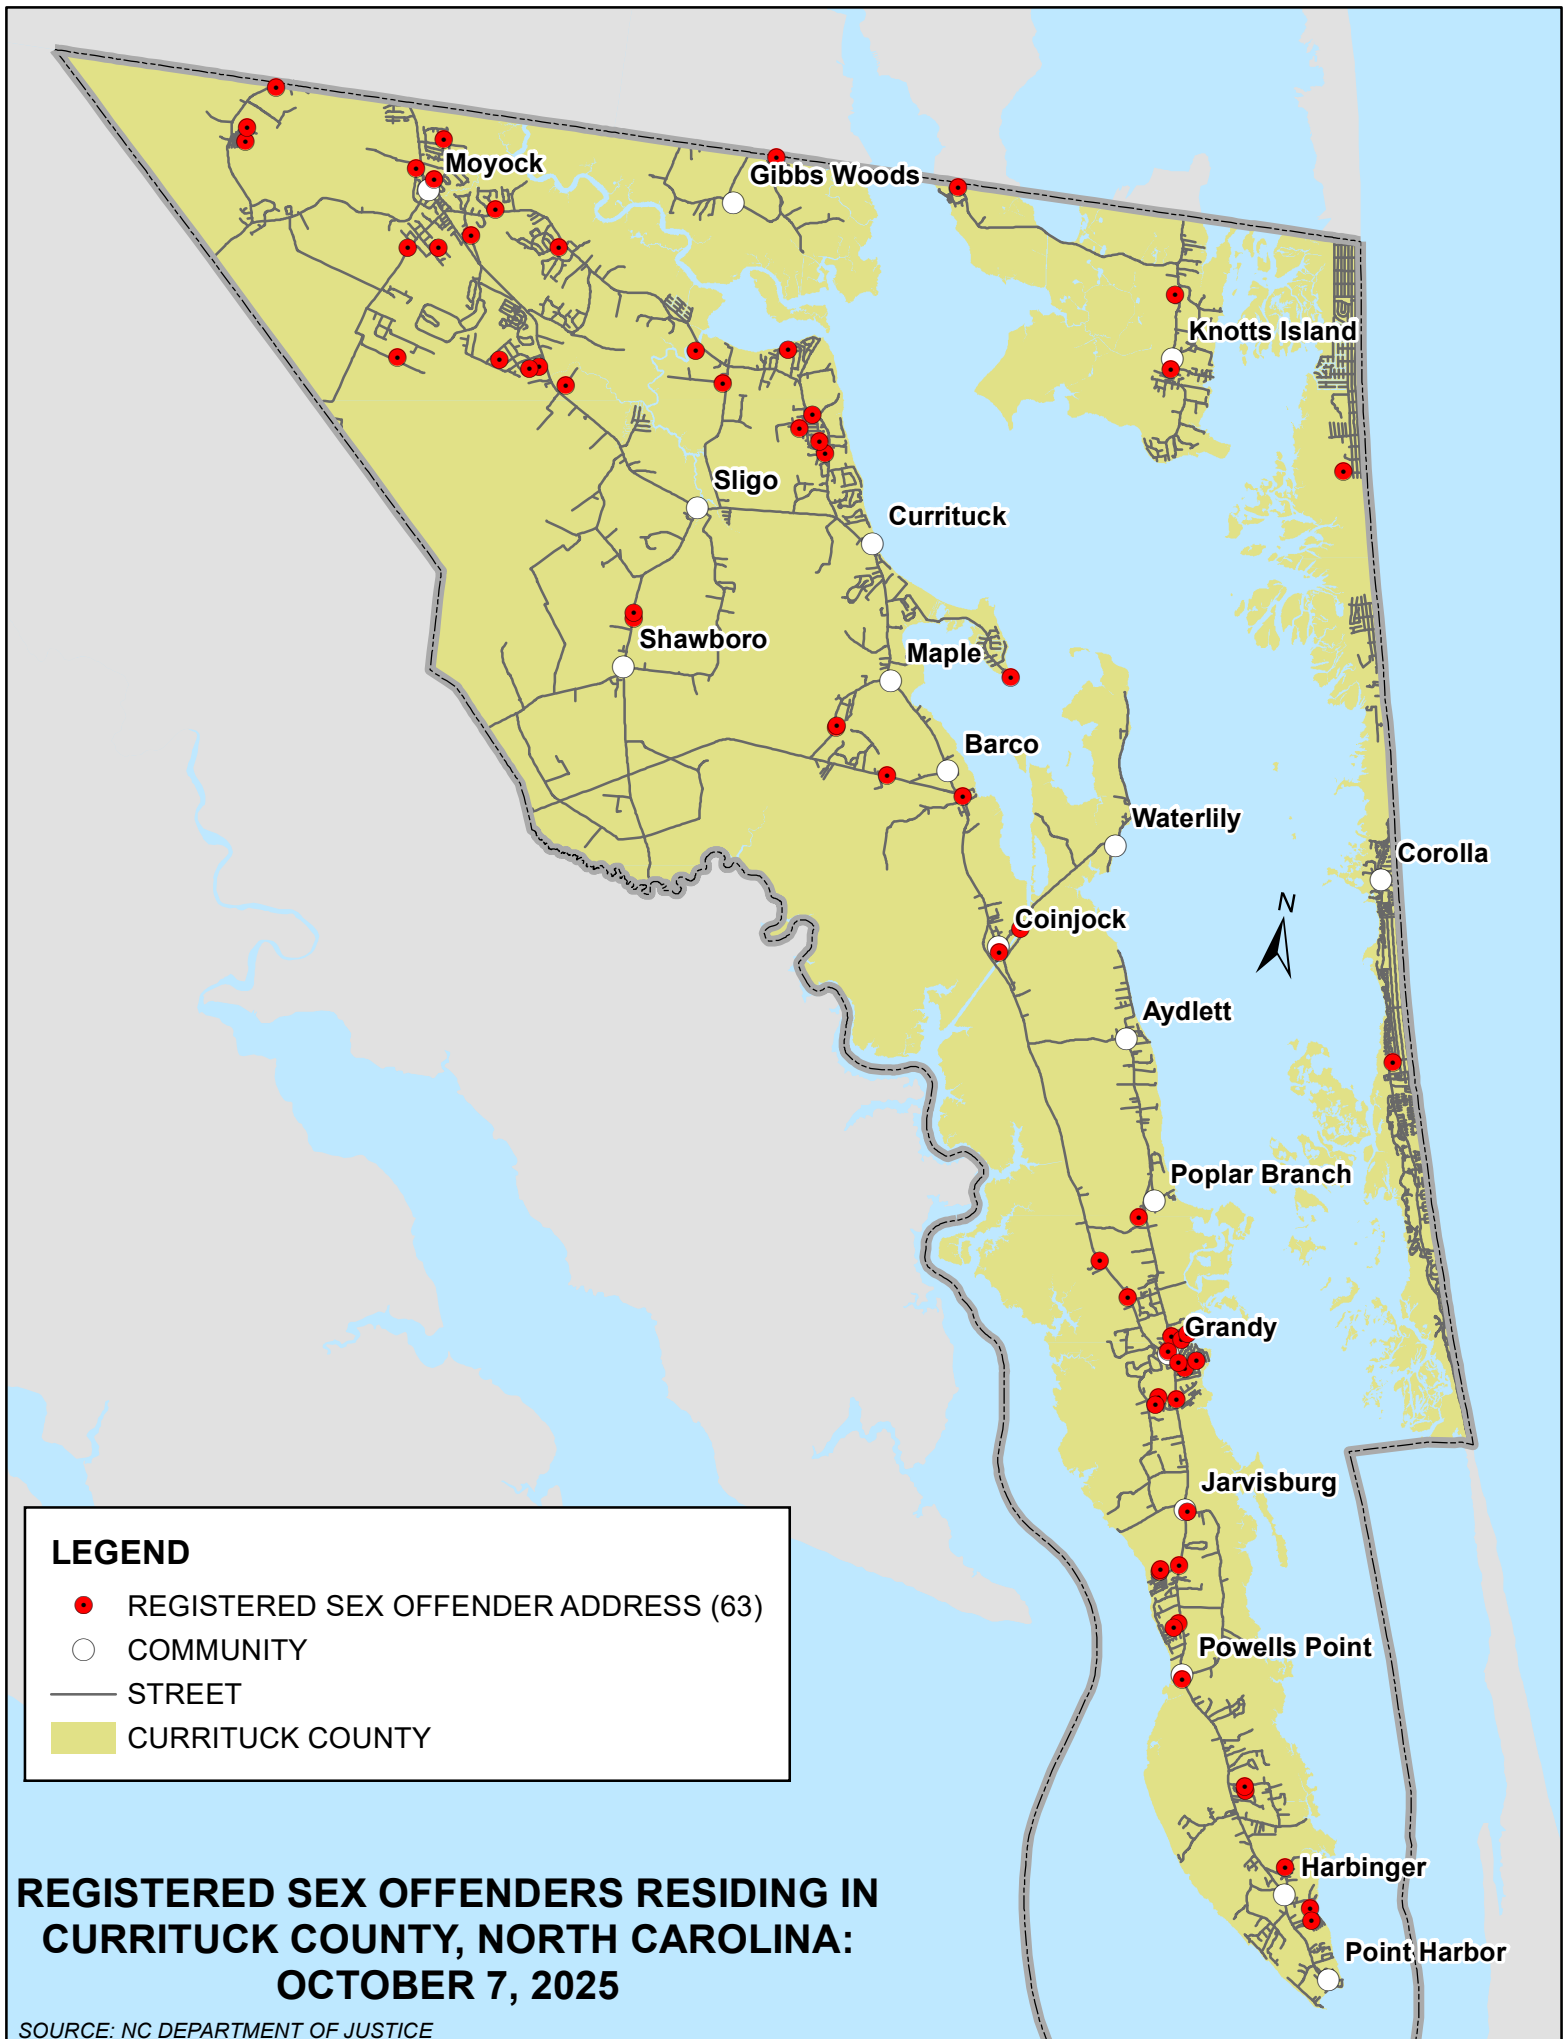 Moyock
Gibbs Woods
Knotts Island
Sligo
Currituck
Shawboro
Maple
Barco
Waterlily
Corolla
N
Coinjock
Aydlett
Poplar Branch
Grandy
Jarvisburg
Powells Point
Harbinger
Point Harbor
LEGEND
REGISTERED SEX OFFENDER ADDRESS (63)
COMMUNITY
STREET
CURRITUCK COUNTY
REGISTERED SEX OFFENDERS RESIDING IN
CURRITUCK COUNTY, NORTH CAROLINA:
OCTOBER 7, 2025
SOURCE: NC DEPARTMENT OF JUSTICE